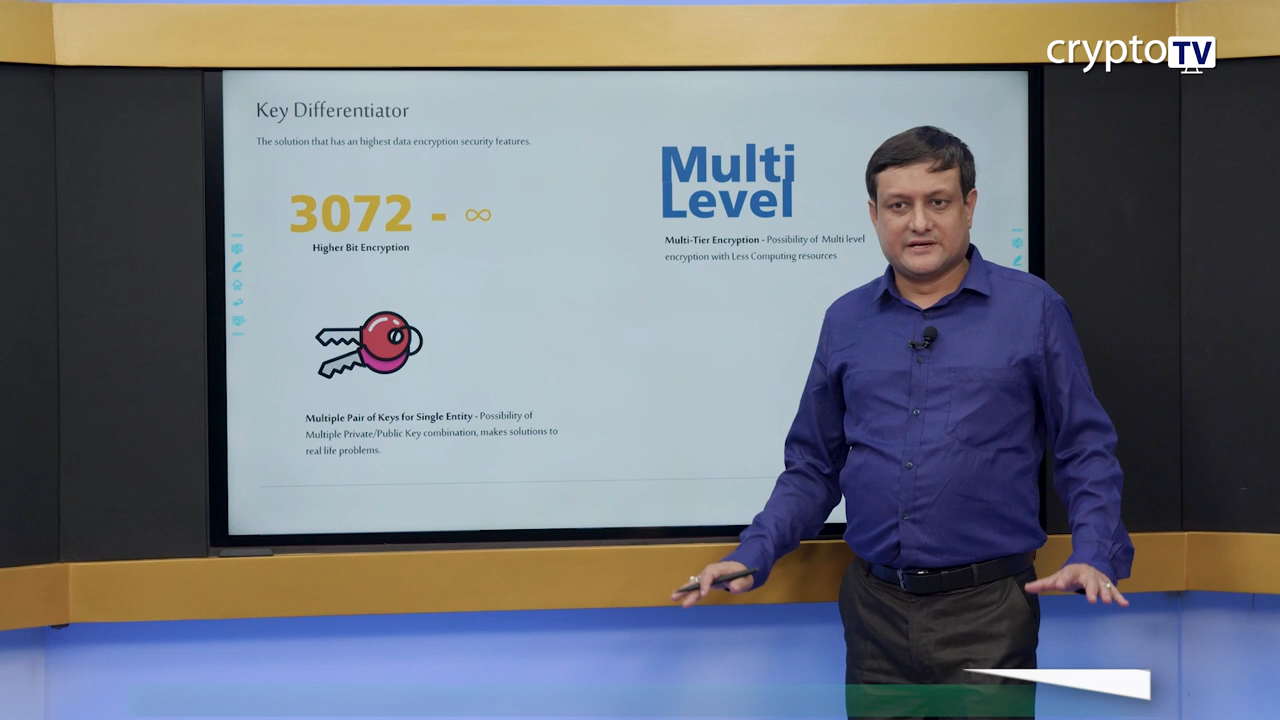 cryptoTV
Key Differentiator
The solution that has an highest data encryption security features.
3072 - ∞
Higher Bit Encryption
Multi
Level
Multi-Tier Encryption - Possibility of Multi level
encryption with Less Computing resources
Multiple Pair of Keys for Single Entity - Possibility of
Multiple Private/Public Key combination, makes solutions to
real life problems.